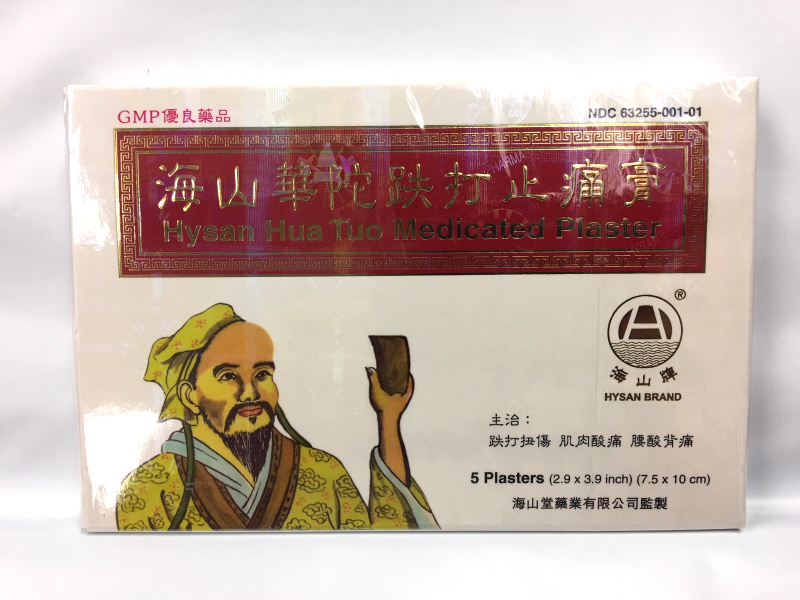 GMP優良藥品
NDC 63255-001-01
海山華陀跌打止痛膏
Hysan Hua Tuo Medicated Plaster
®
海山牌
HYSAN BRAND
主治：
跌打扭傷 肌肉酸痛 腰酸背痛
5 Plasters (2.9 x 3.9 inch) (7.5 x 10 cm)
海山堂藥業有限公司監製